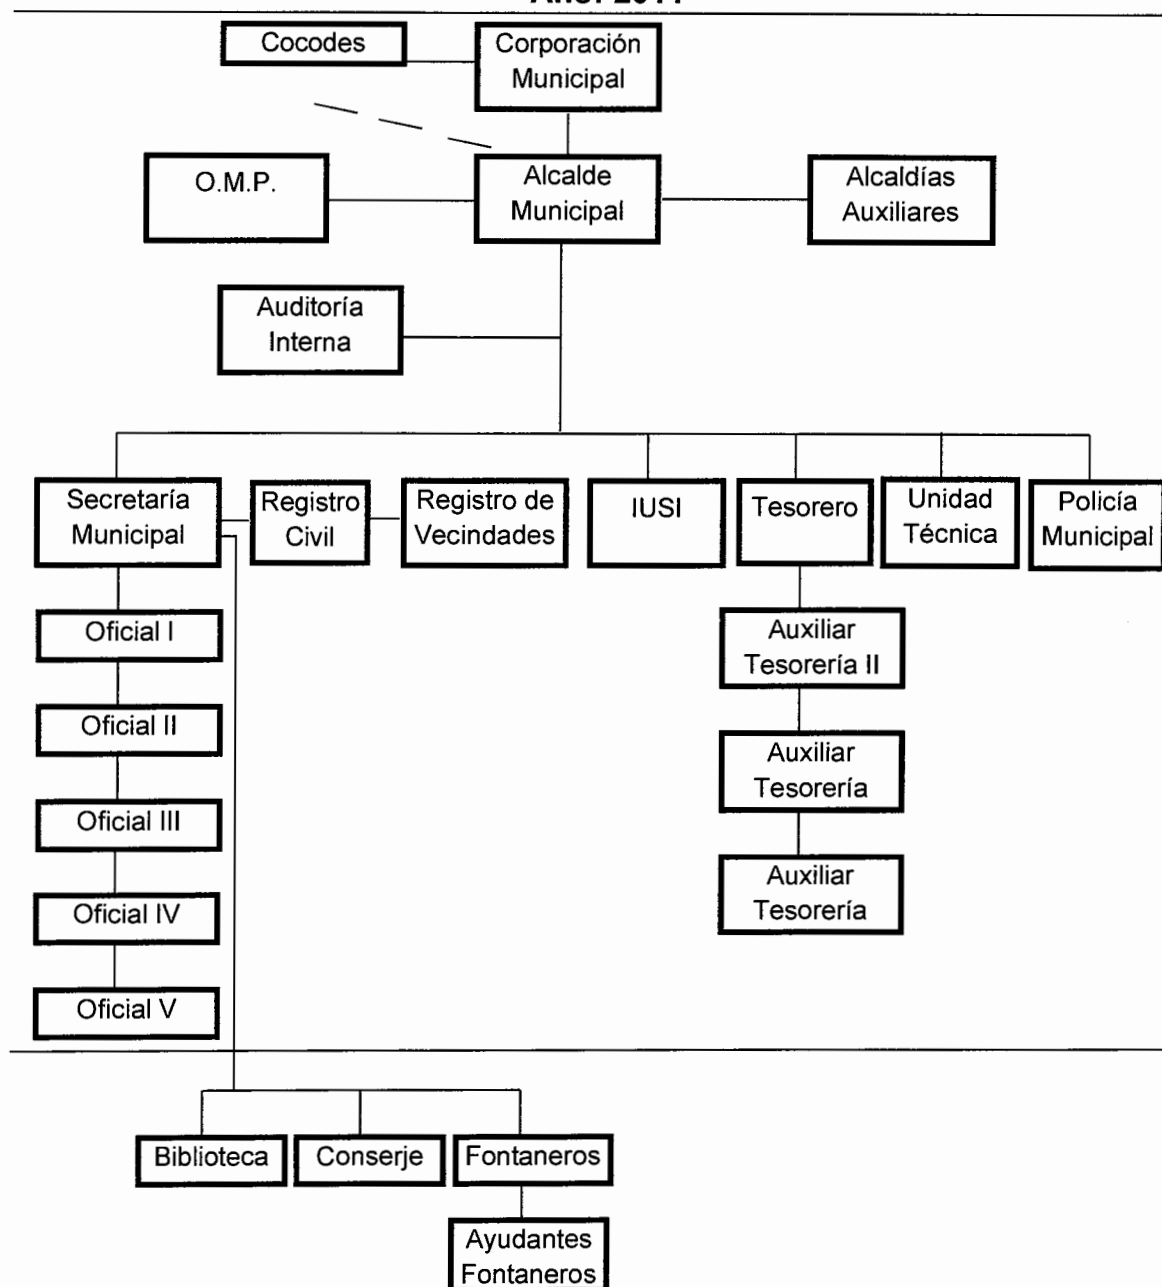 Cocodes
Corporación
Municipal
O.M.P.
Alcalde
Municipal
Alcaldías
Auxiliares
Auditoría
Interna
Secretaría
Municipal
Registro
Civil
Registro de
Vecindades
IUSI
Tesorero
Unidad
Técnica
Policía
Municipal
Oficial I
Oficial II
Oficial III
Oficial IV
Oficial V
Auxiliar
Tesorería II
Auxiliar
Tesorería
Auxiliar
Tesorería
Biblioteca
Conserje
Fontaneros
Ayudantes
Fontaneros